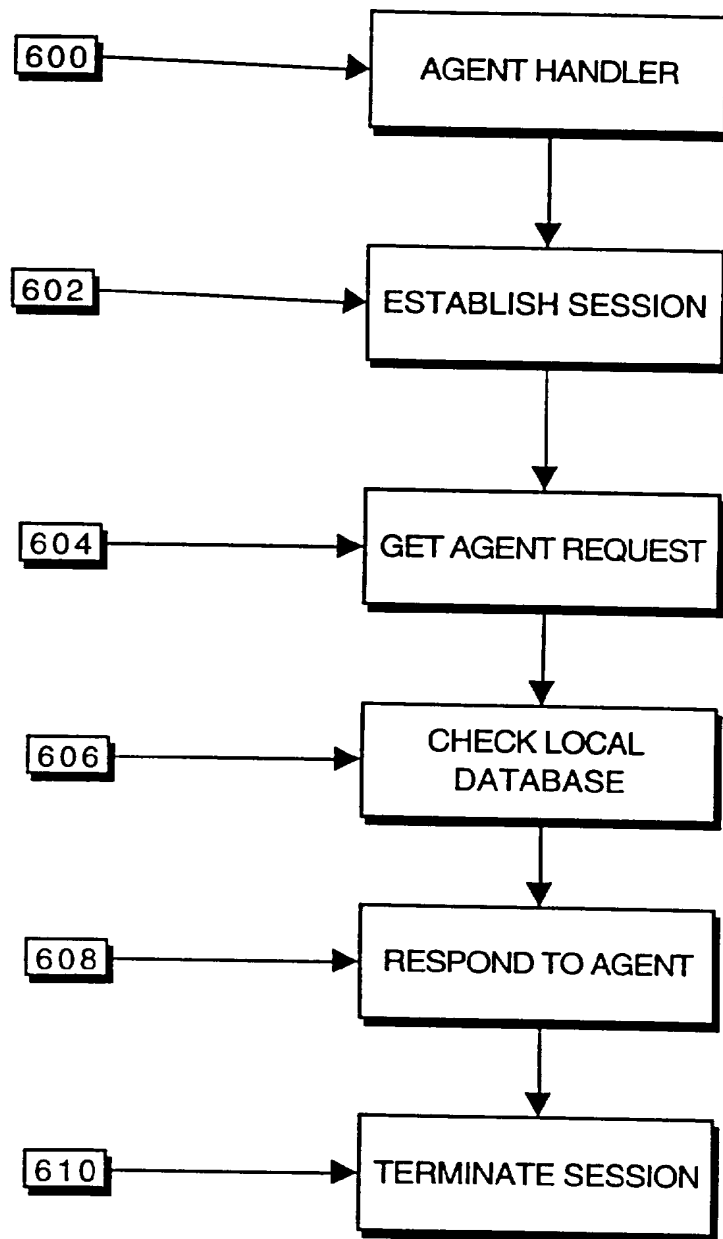 600
AGENT HANDLER
602
ESTABLISH SESSION
604
GET AGENT REQUEST
606
CHECK LOCAL
DATABASE
608
RESPOND TO AGENT
610
TERMINATE SESSION